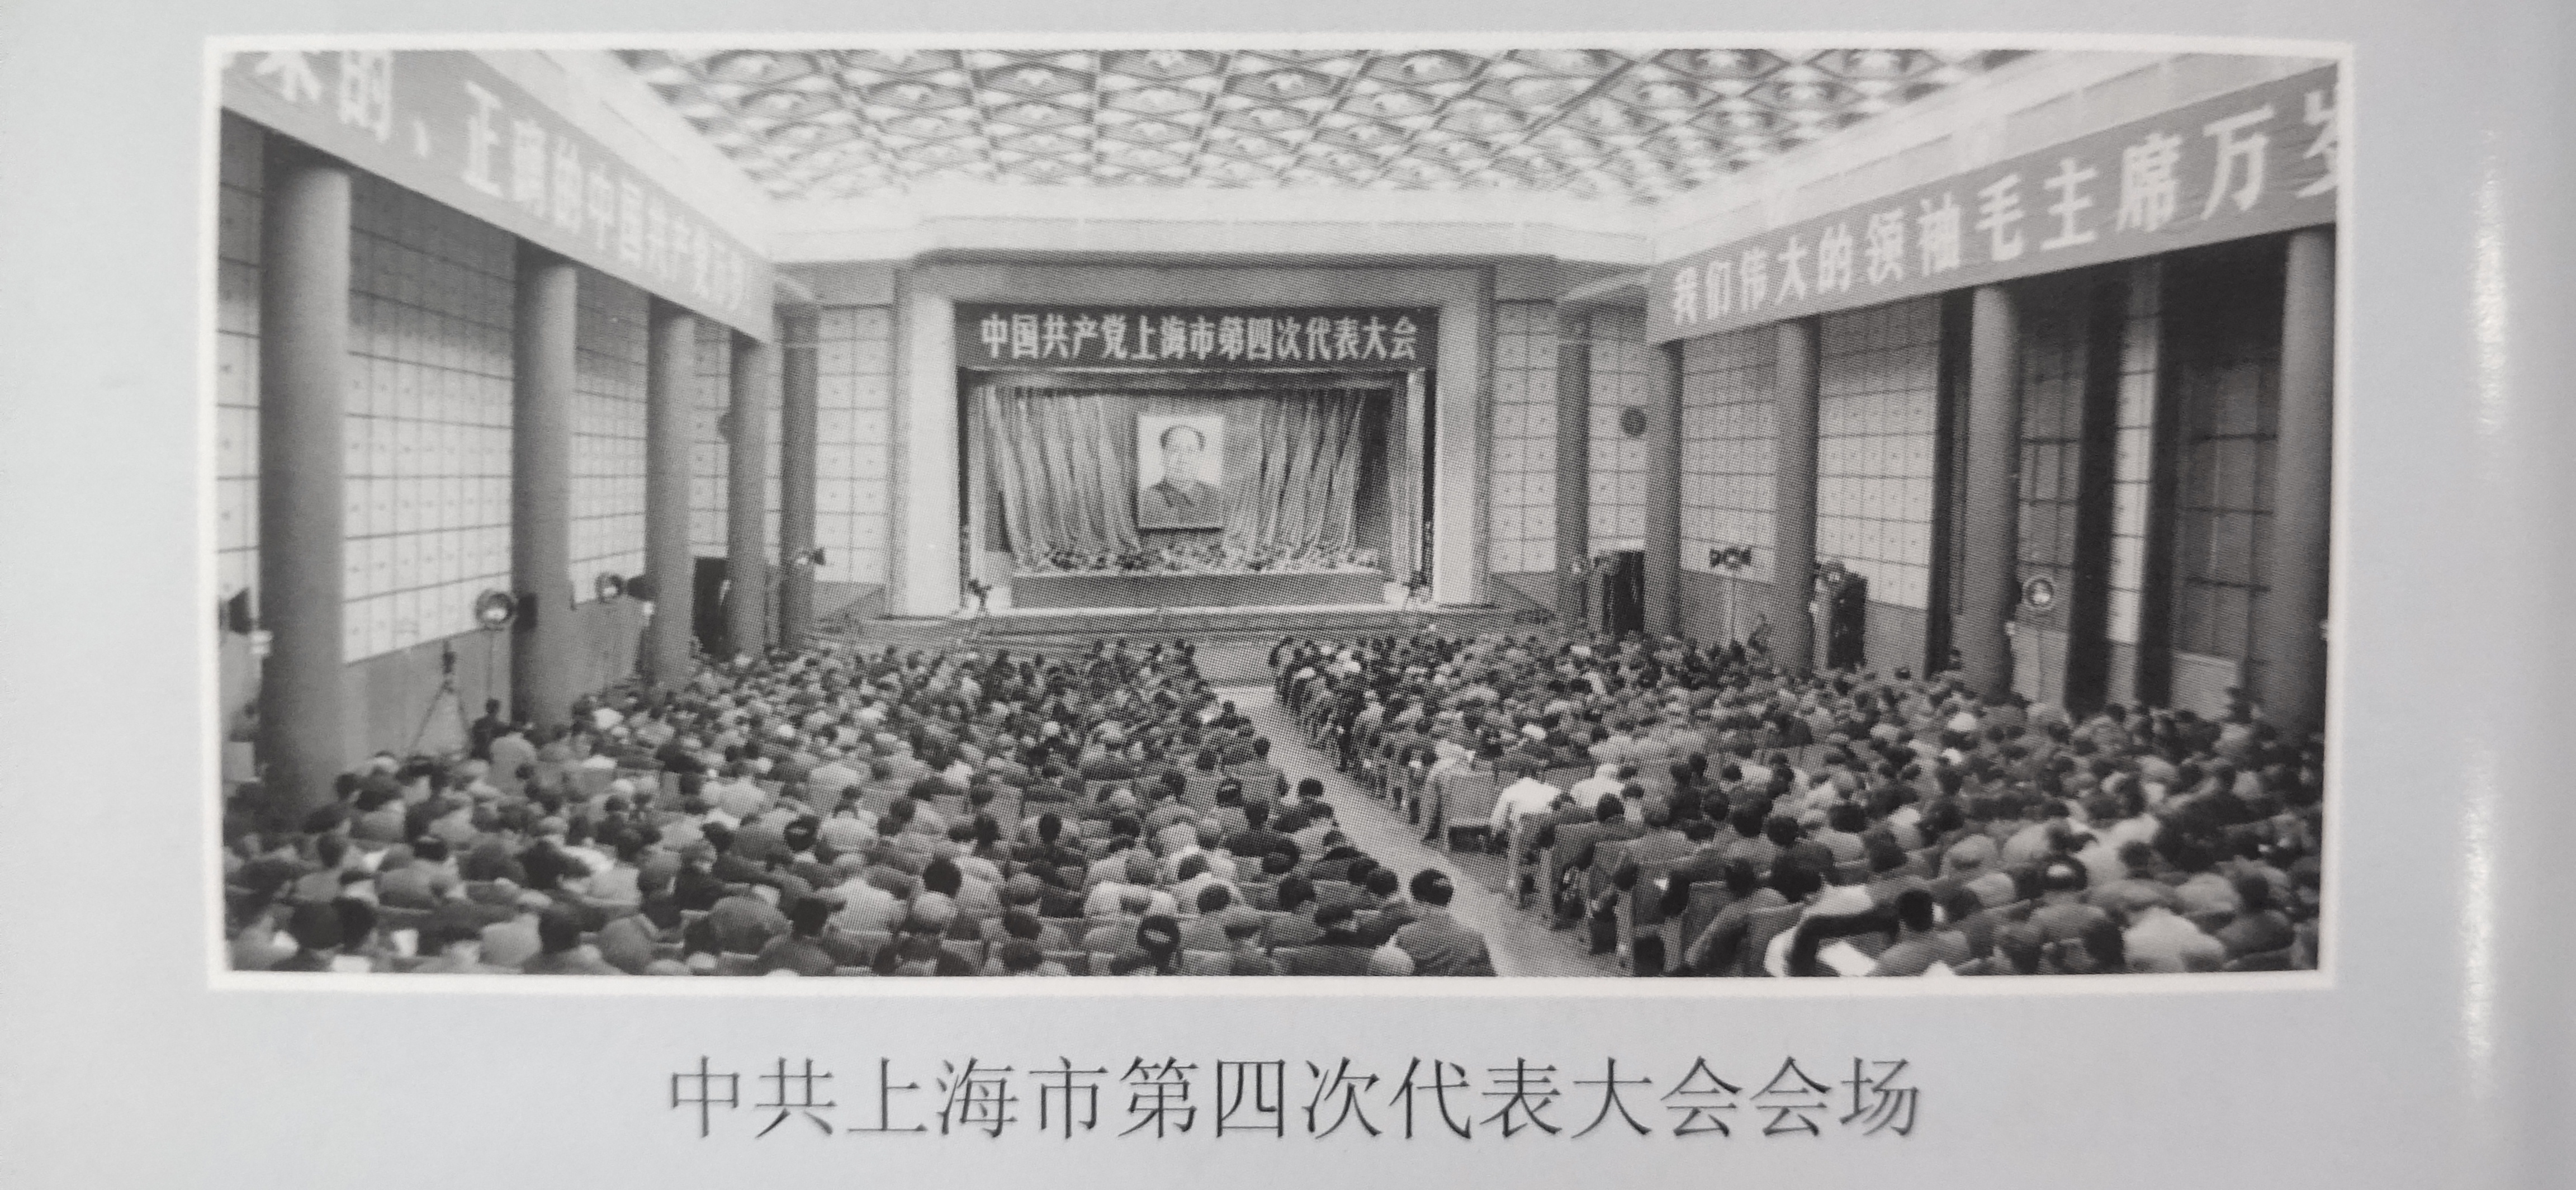 的、正确的中国共产党万岁！
我们伟大的领袖毛主席万岁
中国共产党上海市第四次代表大会
中共上海市第四次代表大会会场